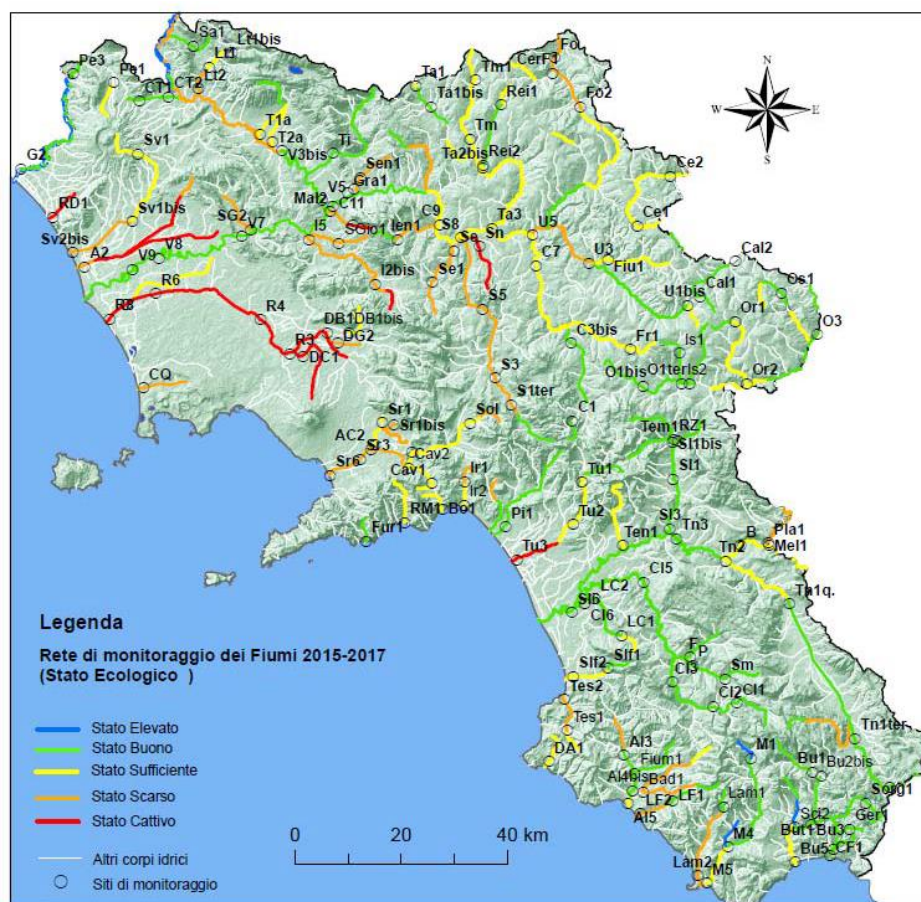 Sa1
Lt1bis
Pe3
Pe1
Lt1
Lt2
CT1
CT2
Ta1
Tm1
CerF3
Fo
Ta1bis
Rei1
Fo2
N
W
E
S
T1a
T2a
Tm
Sv1
V3bis
Ti
Ta2bis
Rei2
G2
Sen1
Gra1
V5
Ce2
Mal2
C11
RD1
Sv1bis
SG2
V7
I5
Ien1
C9
S8
Ta3
Ce1
Sn
U5
Sv2bis
A2
V8
V9
Se1
C7
U3
Fiu1
Cal2
R6
I2bis
Cal1
Os1
S5
U1bis
Or1
R4
DB1
DB1bis
DG2
C3bis
Fr1
O3
R3
DC1
Is1
CQ
S3
O1bis
O1ter
Is2
Or2
S1ter
Sr1
Sr1bis
Sol
C1
AC2
Tem1
RZ1
Sl1bis
Sr3
Sr6
Cav2
Cav1
Ir1
Ir2
Tu1
Sl1
RM1
Bo1
Pi1
Tu2
Fur1
Ten1
Sl3
Tn3
Pla1
B
Mel1
Tu3
Tn2
Cl5
LC2
Tn1q.
Cl6
LC1
Legenda
Rete di monitoraggio dei Fiumi 2015-2017
(Stato Ecologico )
F
P
Slf1
Slf2
Cl3
Sm
Tes2
Cl2
Cl1
Stato Elevato
Tes1
Tn1ter
Stato Buono
DA1
Al3
M1
Stato Sufficiente
Fium1
Bu1
Bu2bis
Al4bis
Bad1
Sorg1
Stato Scarso
LF2
LF1
Lam1
Stato Cattivo
Al5
Sci2
Ger1
M4
But1
Bu3
0 20 40 km
Altri corpi idrici
Bu5
CF1
Siti di monitoraggio
Lam2
M5